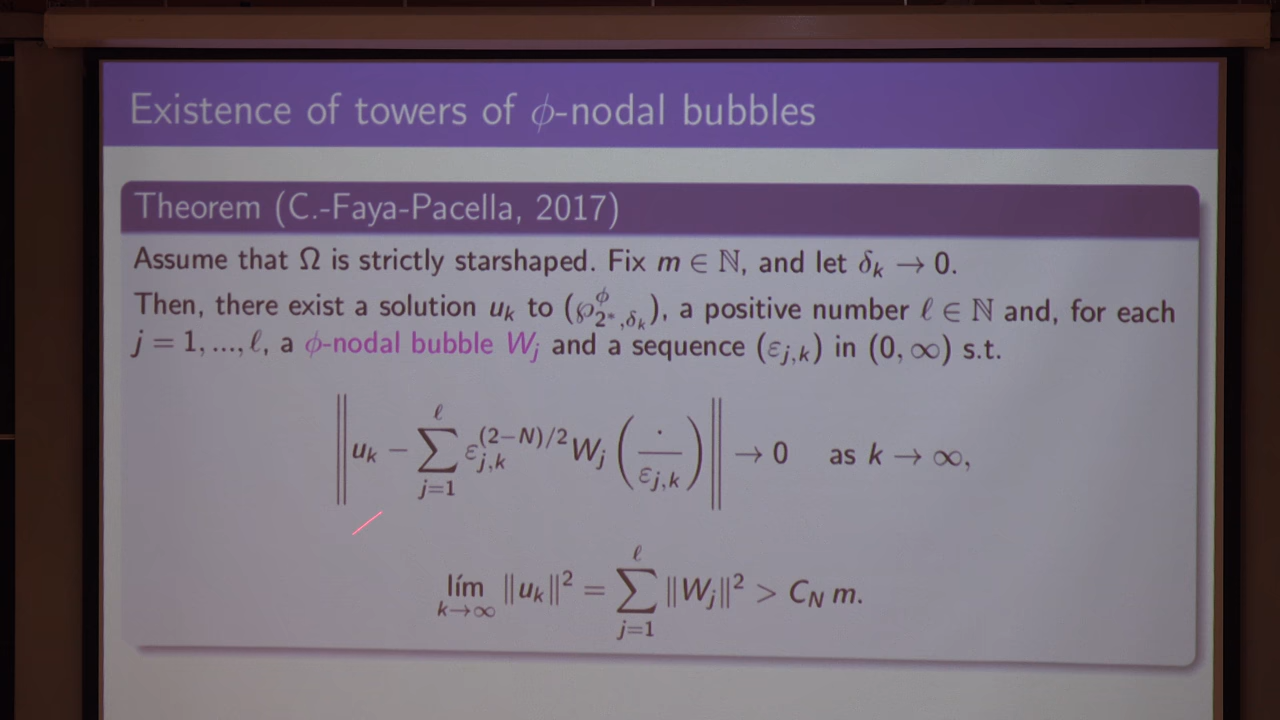 Existence of towers of ϕ-nodal bubbles
Theorem (C.-Faya-Pacella, 2017)
Assume that Ω is strictly starshaped. Fix m ∈ ℕ, and let δ_k → 0.
Then, there exist a solution u_k to (℘^ϕ_{2*,δ_k}), a positive number ℓ ∈ ℕ and, for each
j = 1, ..., ℓ, a ϕ-nodal bubble W_j and a sequence (ε_{j,k}) in (0, ∞) s.t.
‖u_k − ∑_{j=1}^{ℓ} ε_{j,k}^{(2−N)/2} W_j (· / ε_{j,k})‖ → 0 as k → ∞,
lím_{k→∞} ‖u_k‖² = ∑_{j=1}^{ℓ} ‖W_j‖² > C_N m.